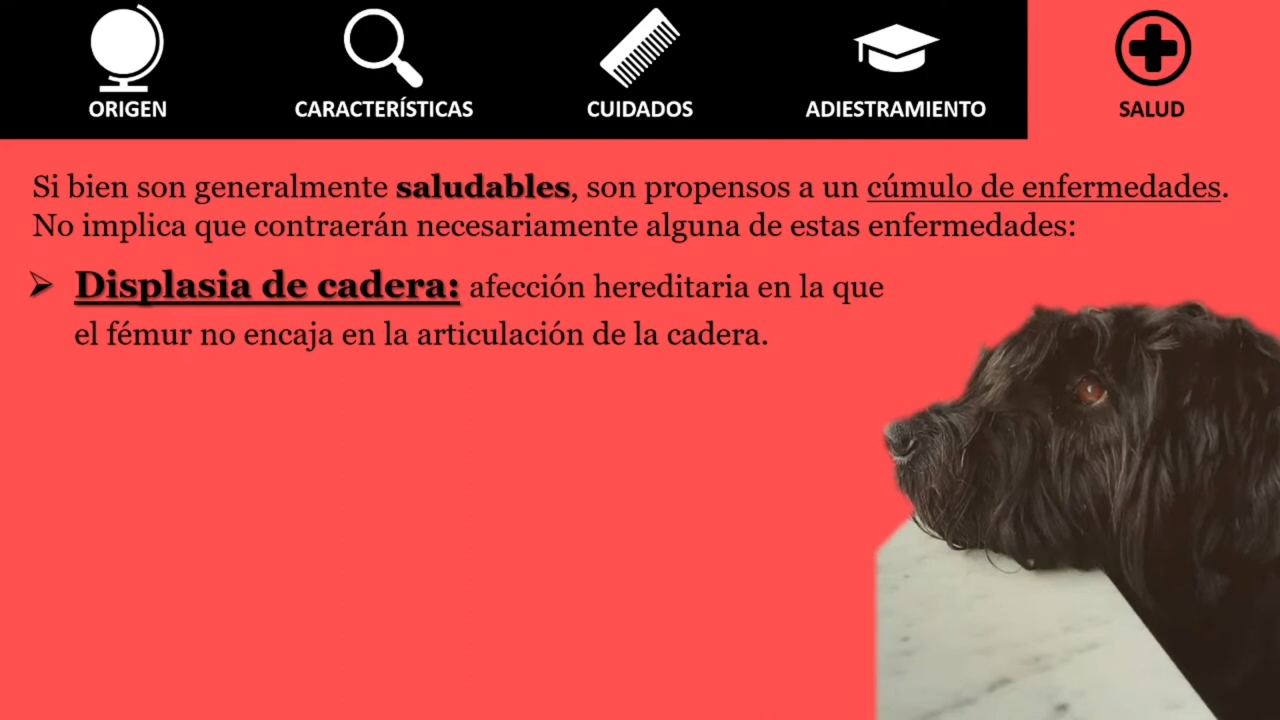 ORIGEN
CARACTERÍSTICAS
CUIDADOS
ADIESTRAMIENTO
SALUD
Si bien son generalmente saludables, son propensos a un cúmulo de enfermedades.
No implica que contraerán necesariamente alguna de estas enfermedades:
➢ Displasia de cadera: afección hereditaria en la que
el fémur no encaja en la articulación de la cadera.